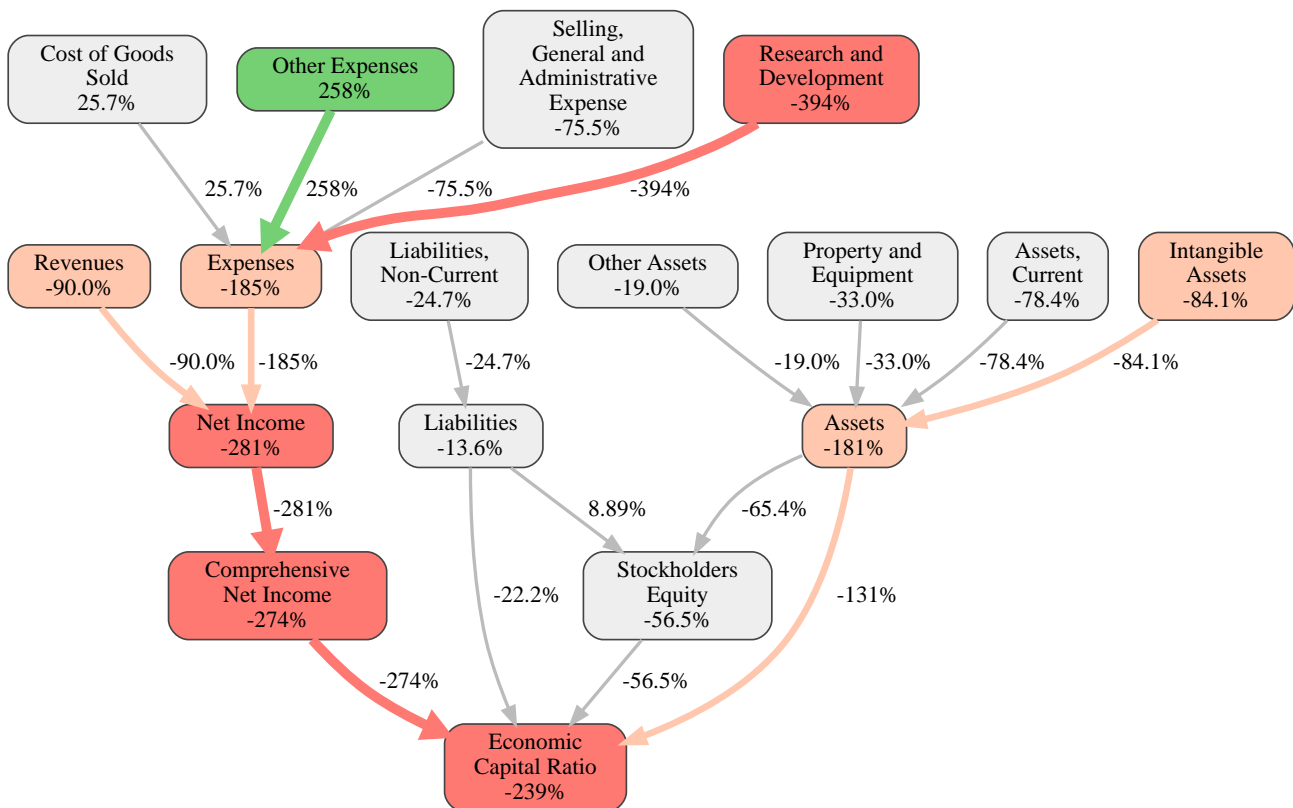 Cost of Goods
Sold
25.7%
Other Expenses
258%
Selling,
General and
Administrative
Expense
-75.5%
Research and
Development
-394%
25.7%
258%
-75.5%
-394%
Revenues
-90.0%
Expenses
-185%
Liabilities,
Non-Current
-24.7%
Other Assets
-19.0%
Property and
Equipment
-33.0%
Assets,
Current
-78.4%
Intangible
Assets
-84.1%
-90.0%
-185%
-24.7%
-19.0%
-33.0%
-78.4%
-84.1%
Net Income
-281%
Liabilities
-13.6%
Assets
-181%
-281%
8.89%
-65.4%
Comprehensive
Net Income
-274%
-22.2%
Stockholders
Equity
-56.5%
-131%
-274%
-56.5%
Economic
Capital Ratio
-239%